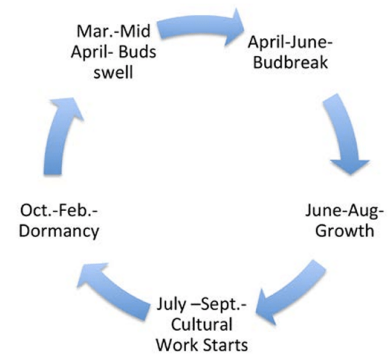 Mar.-Mid
April- Buds
swell
April-June-
Budbreak
June-Aug-
Growth
July –Sept.-
Cultural
Work Starts
Oct.-Feb.-
Dormancy